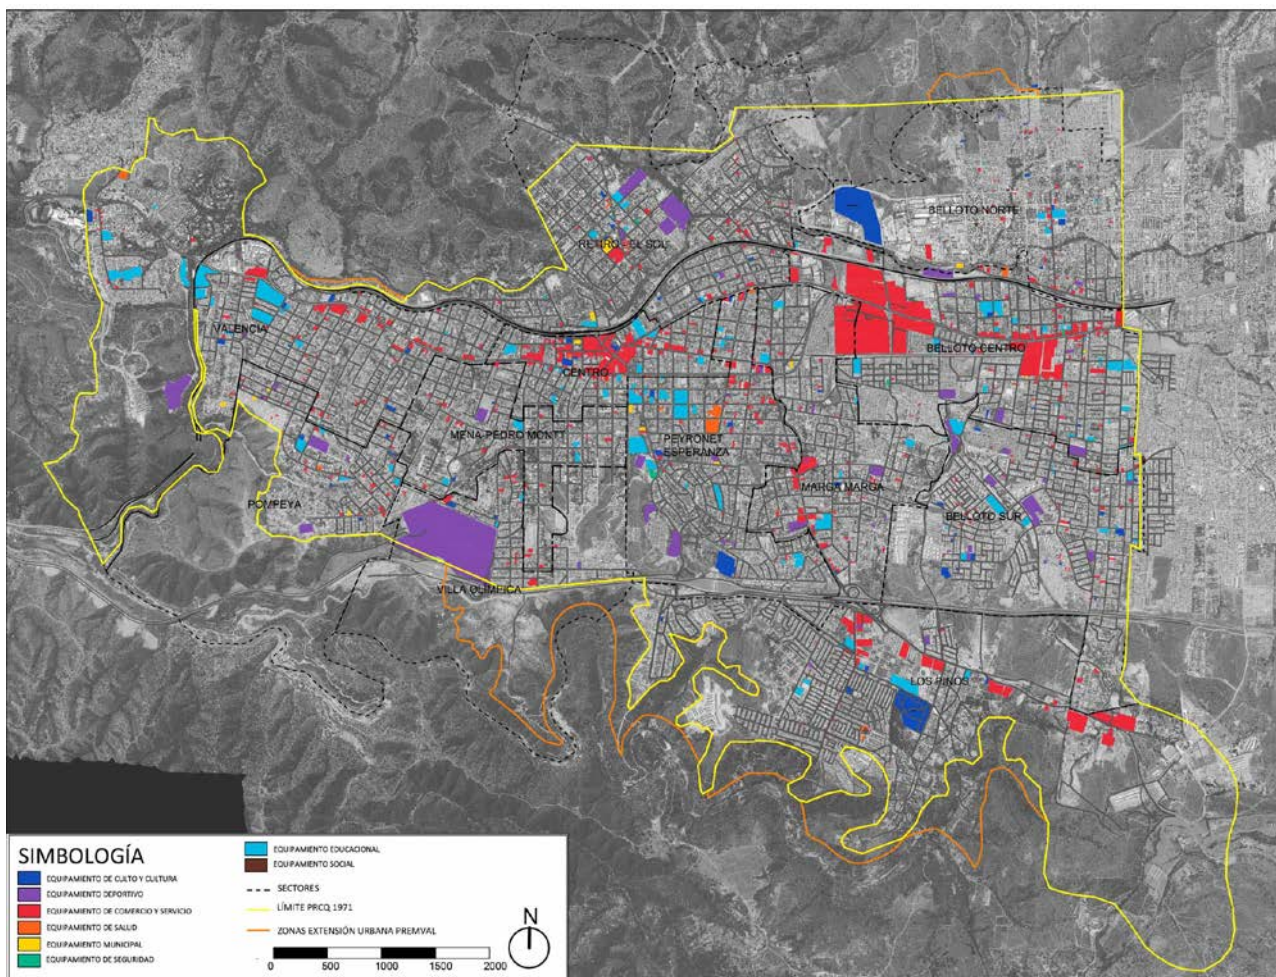 BELLOTO NORTE
RETIRO - EL SOL
VALENCIA
BELLOTO CENTRO
CENTRO
MENA-PEDRO MONTT
PEYRONET
ESPERANZA
MARGA MARGA
POMPEYA
BELLOTO SUR
VILLA OLIMPICA
LOS PINOS
SIMBOLOGÍA
EQUIPAMIENTO DE CULTO Y CULTURA
EQUIPAMIENTO DEPORTIVO
EQUIPAMIENTO DE COMERCIO Y SERVICIO
EQUIPAMIENTO DE SALUD
EQUIPAMIENTO MUNICIPAL
EQUIPAMIENTO DE SEGURIDAD
EQUIPAMIENTO EDUCACIONAL
EQUIPAMIENTO SOCIAL
SECTORES
LÍMITE PRCQ 1971
ZONAS EXTENSIÓN URBANA PREMVAL
N
0 500 1000 1500 2000